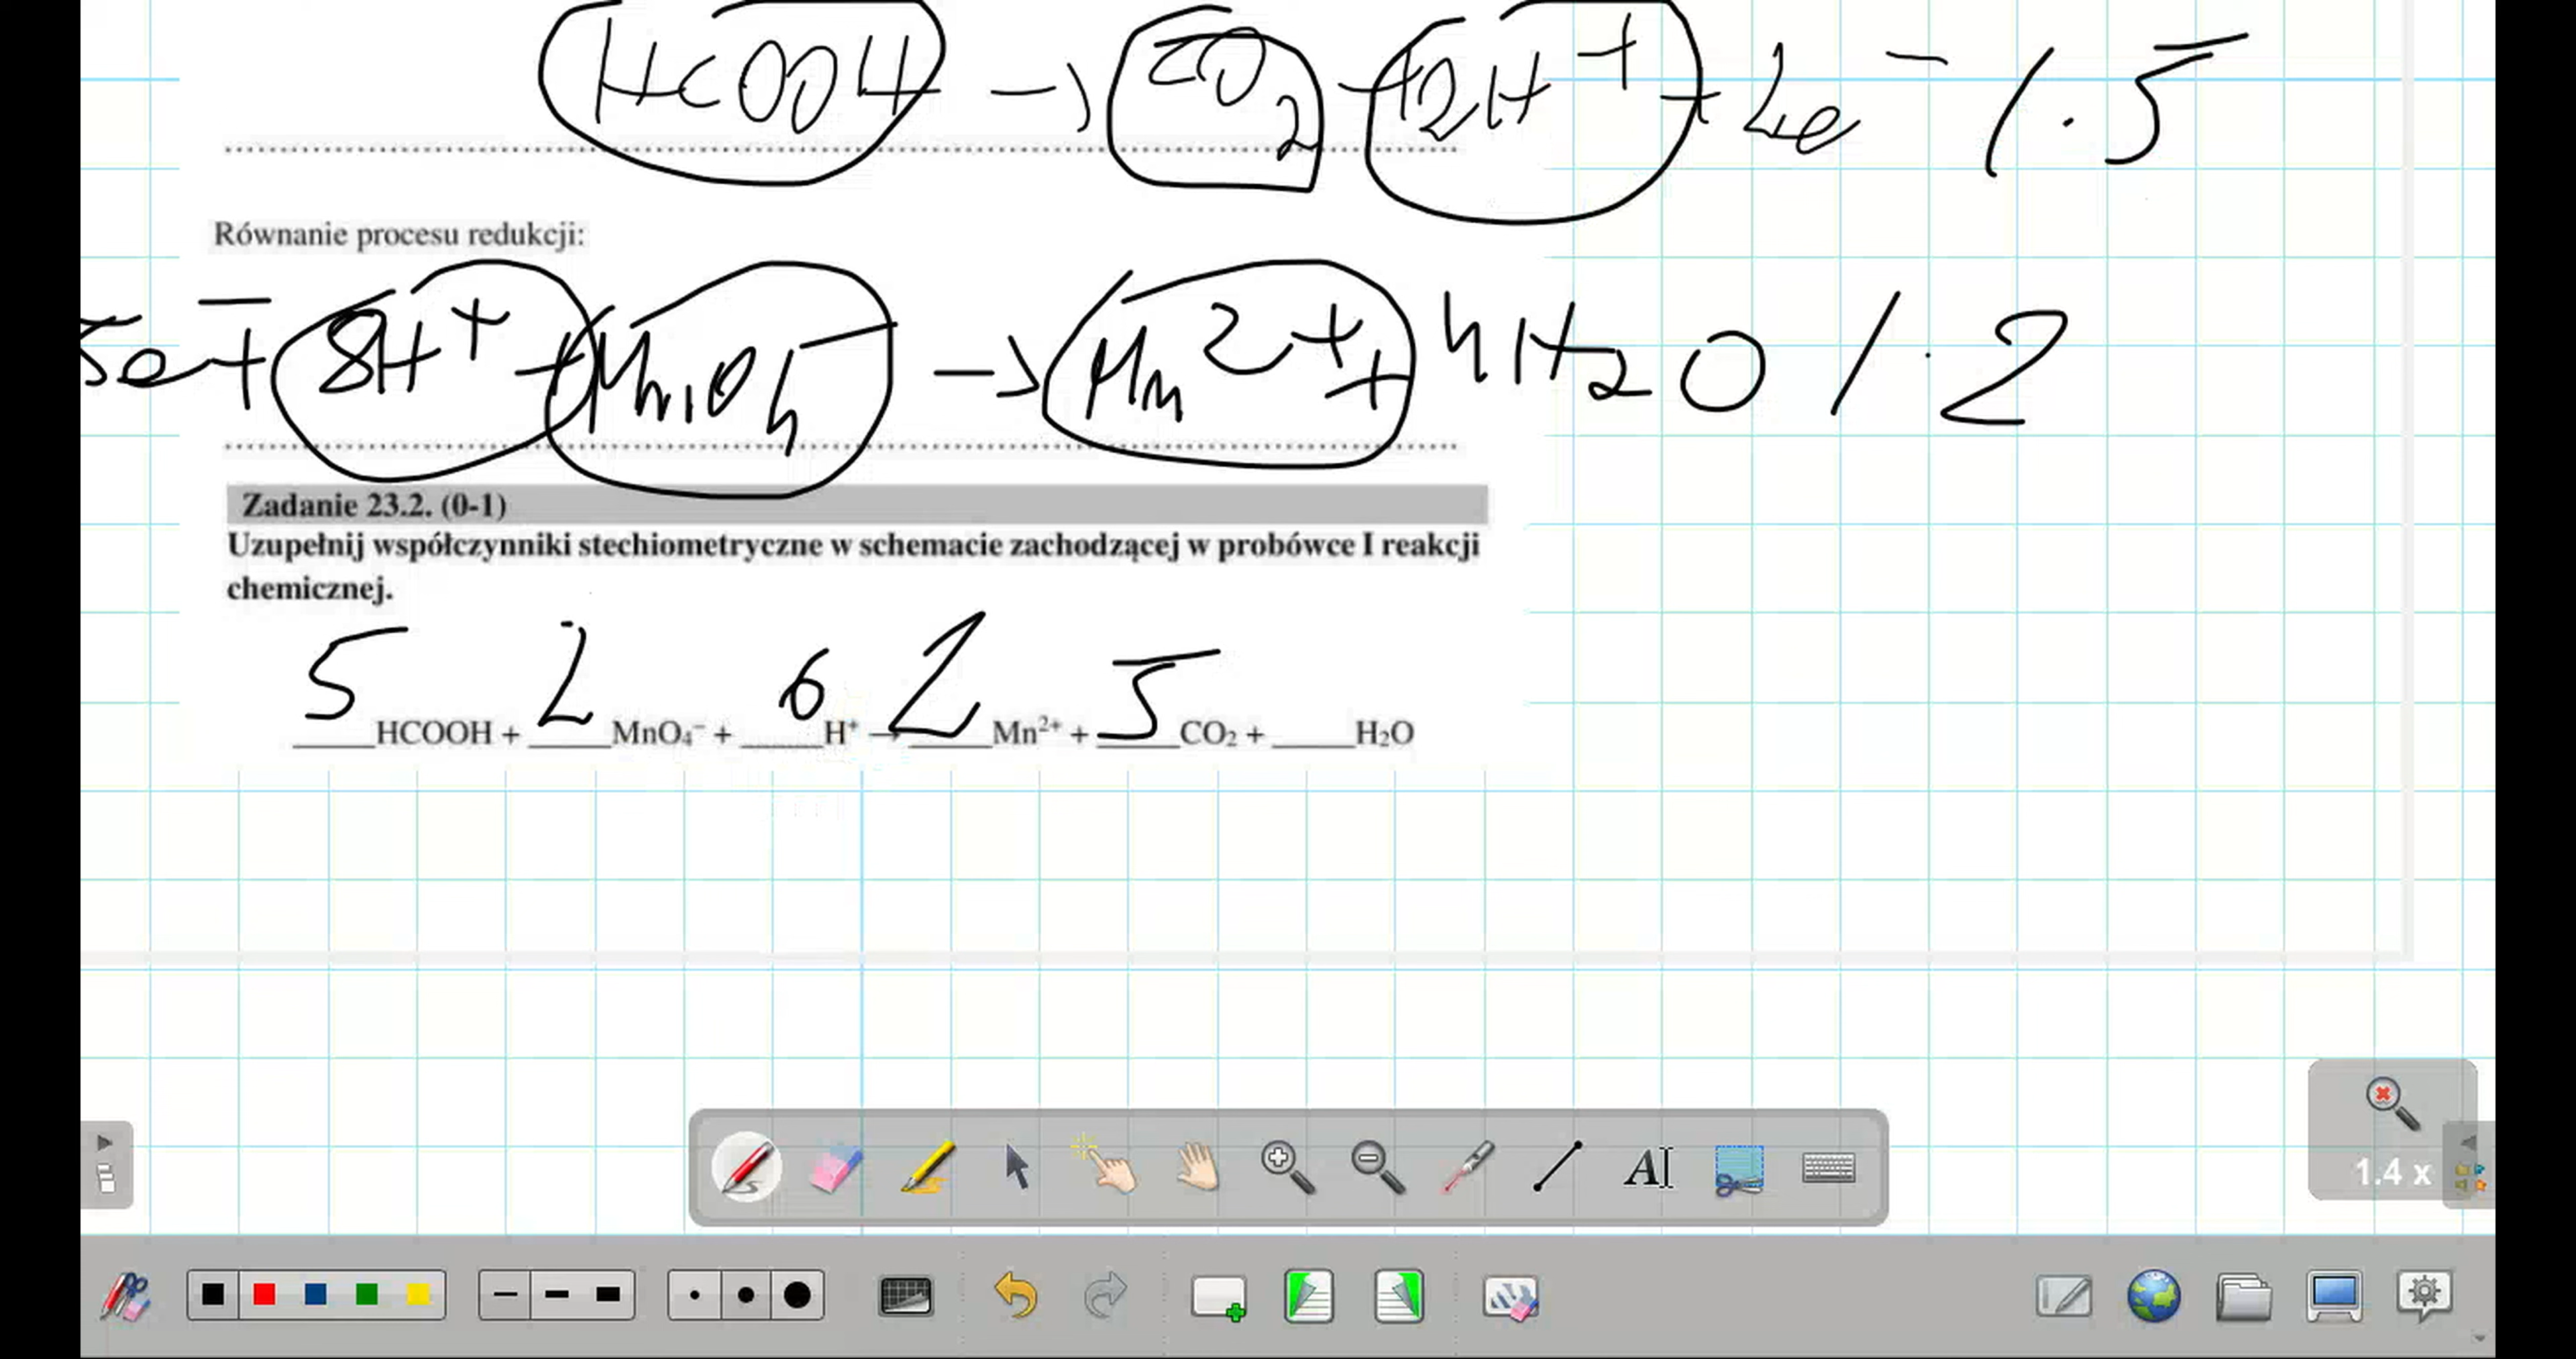 HCOOH → CO2 + 2H+ + 2e- / · 5
Równanie procesu redukcji:
5e- + 8H+ + MnO4- → Mn2+ + 4H2O / · 2
Zadanie 23.2. (0-1)
Uzupełnij współczynniki stechiometryczne w schemacie zachodzącej w probówce I reakcji
chemicznej.
5 HCOOH + 2 MnO₄⁻ + 6 H⁺ → 2 Mn²⁺ + 5 CO₂ + _____H₂O
1.4 x